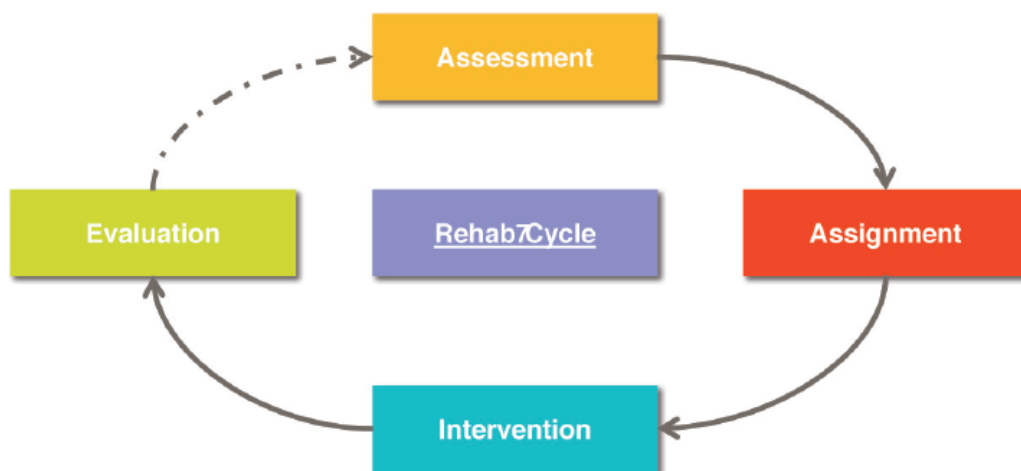 Assessment
Evaluation
Rehab7Cycle
Assignment
Intervention